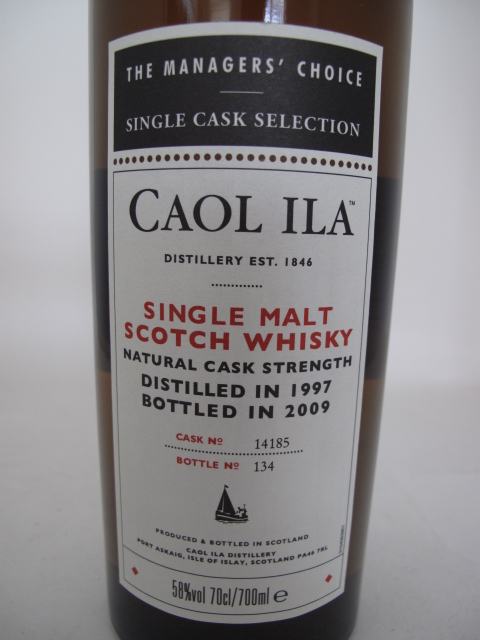 THE MANAGERS' CHOICE
SINGLE CASK SELECTION
CAOL ILA™
DISTILLERY EST. 1846
SINGLE MALT
SCOTCH WHISKY
NATURAL CASK STRENGTH
DISTILLED IN 1997
BOTTLED IN 2009
CASK Nº 14185
BOTTLE Nº 134
PRODUCED & BOTTLED IN SCOTLAND
CAOL ILA DISTILLERY
PORT ASKAIG, ISLE OF ISLAY, SCOTLAND PA46 7RL
58%vol 70cl/700ml e